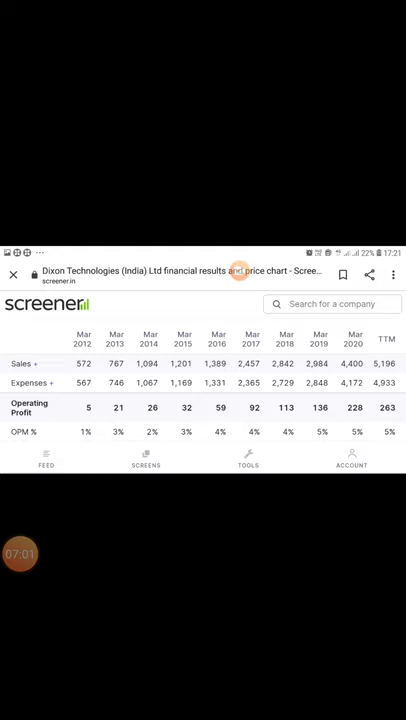 22% 17:21
Dixon Technologies (India) Ltd financial results and price chart - Scree...
screener.in
screener
Search for a company
Mar 2012 Mar 2013 Mar 2014 Mar 2015 Mar 2016 Mar 2017 Mar 2018 Mar 2019 Mar 2020 TTM
Sales + 572 767 1,094 1,201 1,389 2,457 2,842 2,984 4,400 5,196
Expenses + 567 746 1,067 1,169 1,331 2,365 2,729 2,848 4,172 4,933
Operating Profit 5 21 26 32 59 92 113 136 228 263
OPM % 1% 3% 2% 3% 4% 4% 4% 5% 5% 5%
FEED SCREENS TOOLS ACCOUNT
07:01